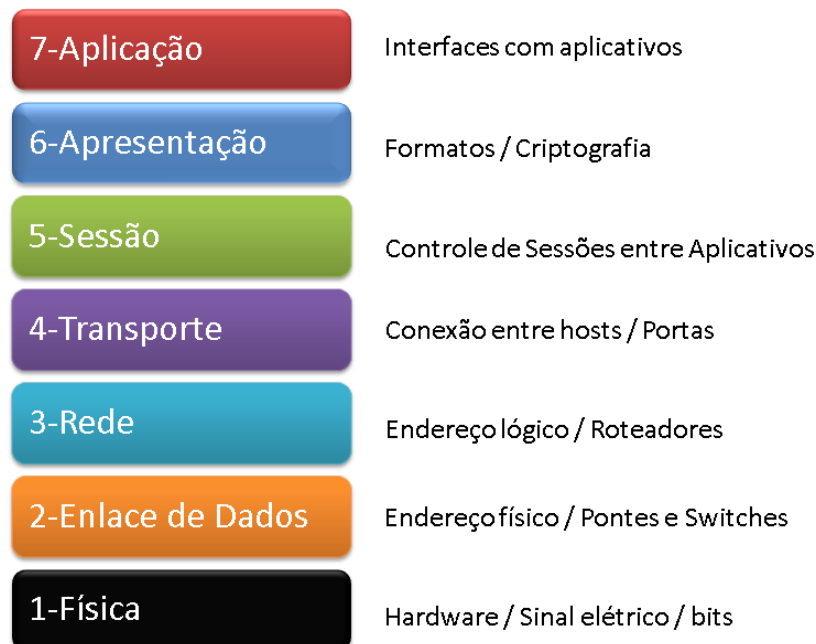 7-Aplicação Interfaces com aplicativos
6-Apresentação Formatos / Criptografia
5-Sessão Controle de Sessões entre Aplicativos
4-Transporte Conexão entre hosts / Portas
3-Rede Endereço lógico / Roteadores
2-Enlace de Dados Endereço físico / Pontes e Switches
1-Física Hardware / Sinal elétrico / bits